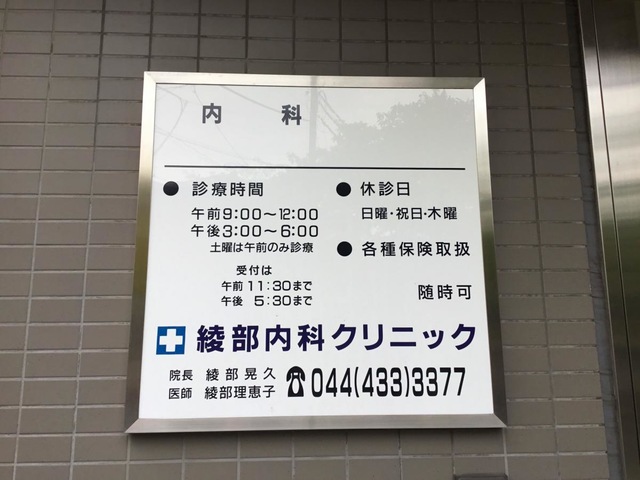 内科
● 診療時間
午前9:00〜12:00
午後3:00〜6:00
土曜は午前のみ診療
受付は
午前11:30まで
午後 5:30まで
● 休診日
日曜・祝日・木曜
● 各種保険取扱
随時可
綾部内科クリニック
院長 綾部晃久
医師 綾部理恵子
☎044(433)3377